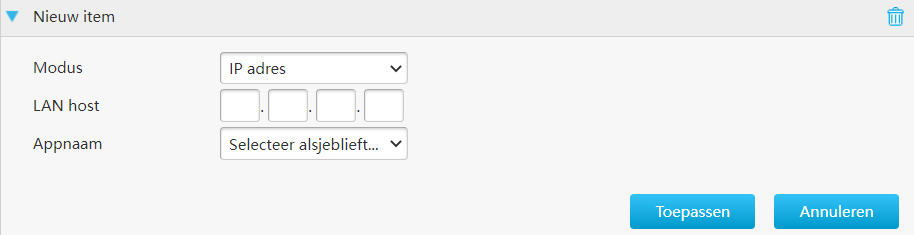 Nieuw item
Modus IP adres
LAN host . . .
Appnaam Selecteer alsjeblieft...
Toepassen Annuleren